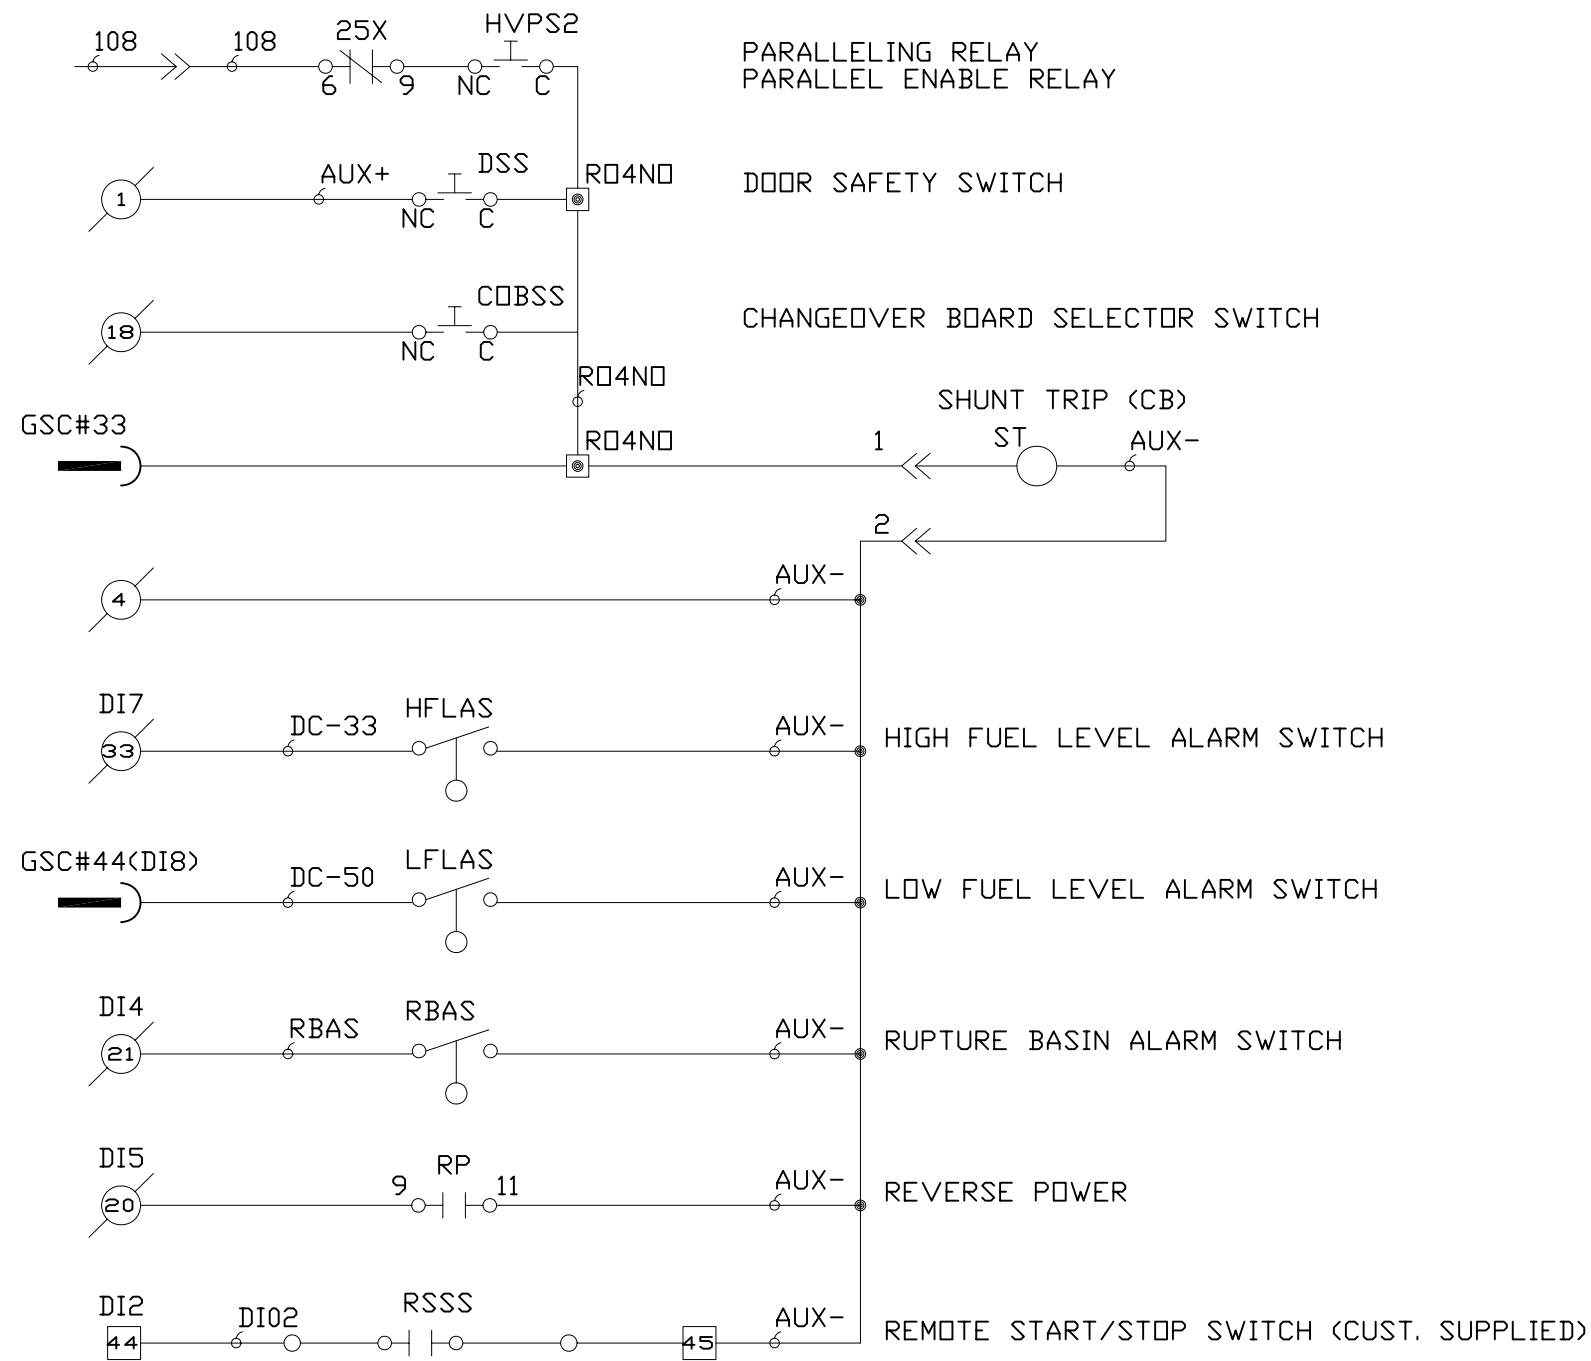 108
108
25X
HVPS2
6
9
NC
C
PARALLELING RELAY
PARALLEL ENABLE RELAY
1
AUX+
DSS
NC
C
RO4NO
DOOR SAFETY SWITCH
18
COBSS
NC
C
CHANGEOVER BOARD SELECTOR SWITCH
RO4NO
GSC#33
RO4NO
1
SHUNT TRIP (CB)
ST
AUX-
2
4
AUX-
DI7
33
DC-33
HFLAS
AUX-
HIGH FUEL LEVEL ALARM SWITCH
GSC#44(DI8)
DC-50
LFLAS
AUX-
LOW FUEL LEVEL ALARM SWITCH
DI4
21
RBAS
RBAS
AUX-
RUPTURE BASIN ALARM SWITCH
DI5
20
9
RP
11
AUX-
REVERSE POWER
DI2
44
DI02
RSSS
45
AUX-
REMOTE START/STOP SWITCH (CUST. SUPPLIED)